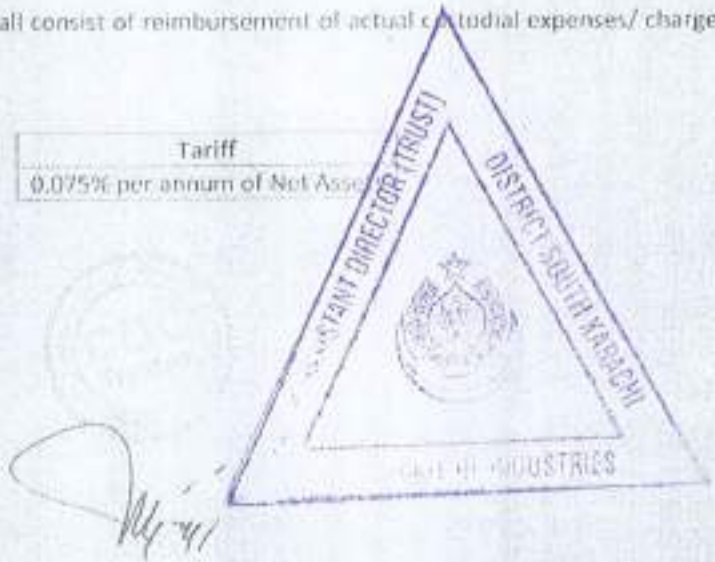 all consist of reimbursement of actual custodial expenses/ charge
Tariff
0.075% per annum of Net Asse
ASSISTANT DIRECTOR (TRUST)
DISTRICT SOUTH KARACHI
INDUSTRIES